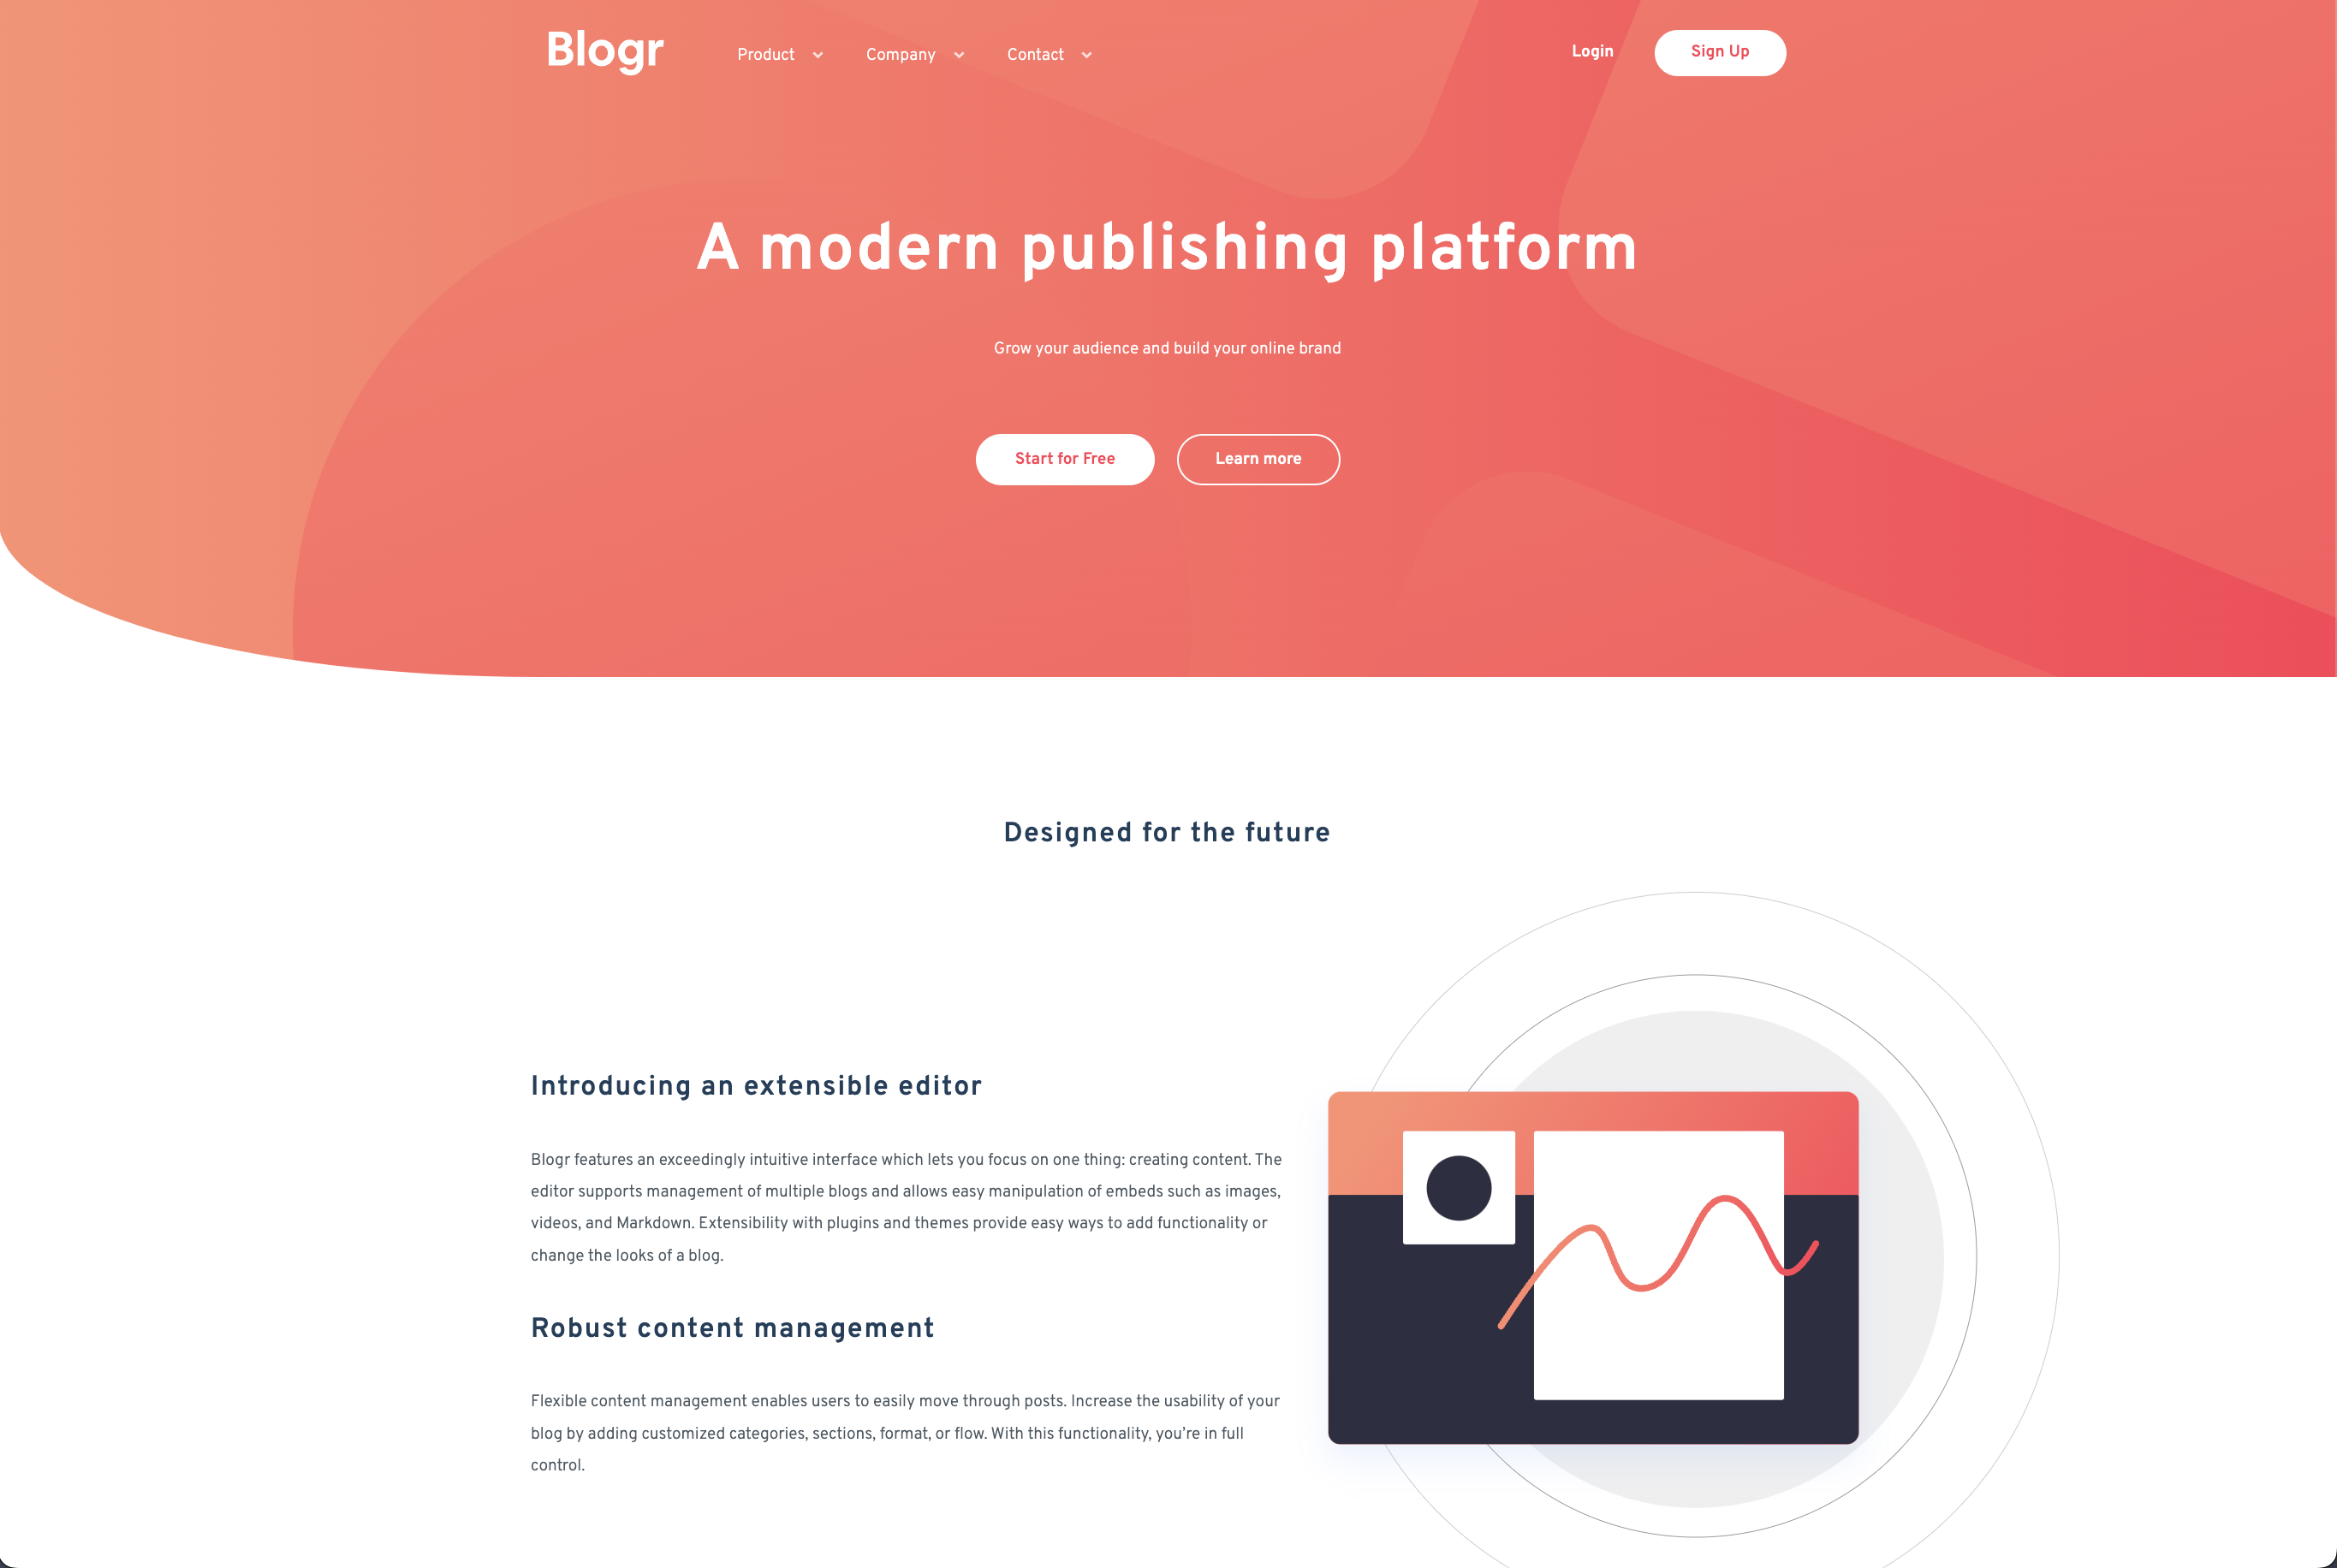 Blogr
Product
Company
Contact
Login
Sign Up
A modern publishing platform
Grow your audience and build your online brand
Start for Free
Learn more
Designed for the future
Introducing an extensible editor
Blogr features an exceedingly intuitive interface which lets you focus on one thing: creating content. The
editor supports management of multiple blogs and allows easy manipulation of embeds such as images,
videos, and Markdown. Extensibility with plugins and themes provide easy ways to add functionality or
change the looks of a blog.
Robust content management
Flexible content management enables users to easily move through posts. Increase the usability of your
blog by adding customized categories, sections, format, or flow. With this functionality, you’re in full
control.